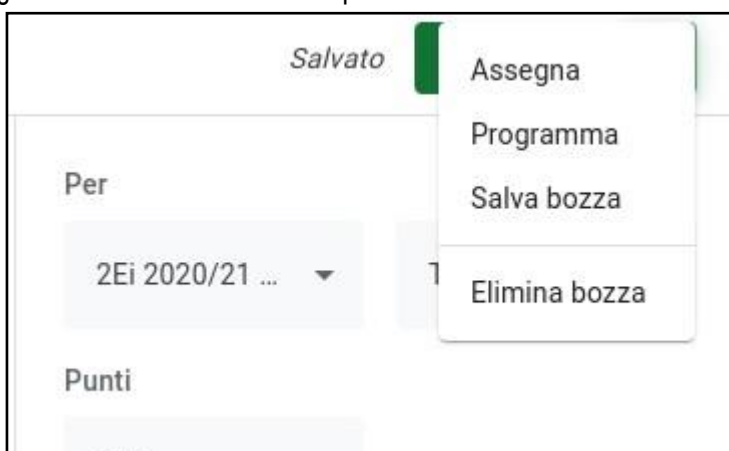 Salvato
Assegna
Programma
Salva bozza
Elimina bozza
Per
2Ei 2020/21 ...
Punti